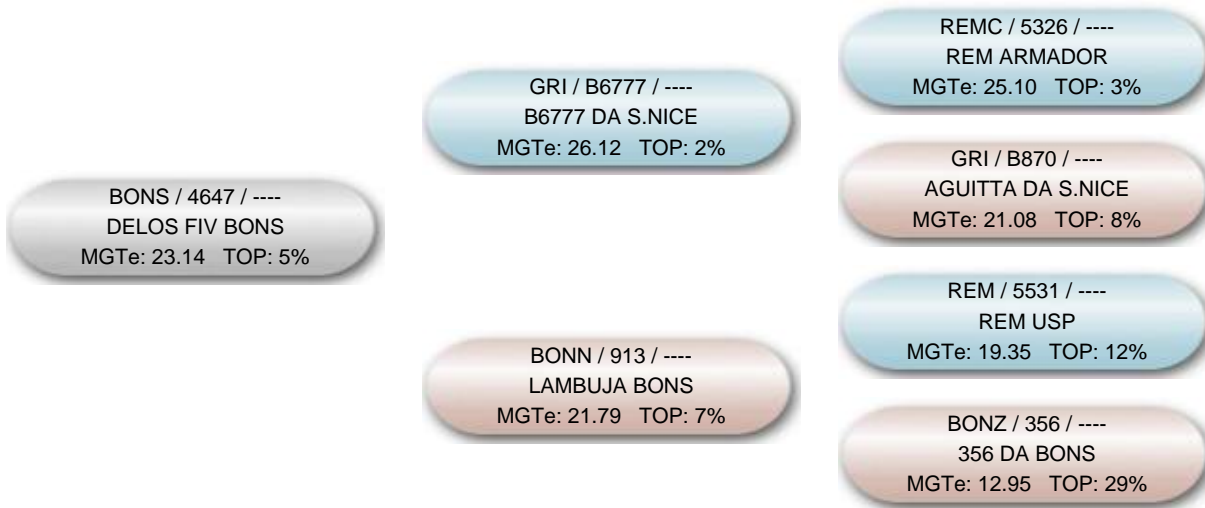 REMC / 5326 / ----
REM ARMADOR
MGTe: 25.10 TOP: 3%
GRI / B6777 / ----
B6777 DA S.NICE
MGTe: 26.12 TOP: 2%
GRI / B870 / ----
AGUITTA DA S.NICE
MGTe: 21.08 TOP: 8%
BONS / 4647 / ----
DELOS FIV BONS
MGTe: 23.14 TOP: 5%
REM / 5531 / ----
REM USP
MGTe: 19.35 TOP: 12%
BONN / 913 / ----
LAMBUJA BONS
MGTe: 21.79 TOP: 7%
BONZ / 356 / ----
356 DA BONS
MGTe: 12.95 TOP: 29%